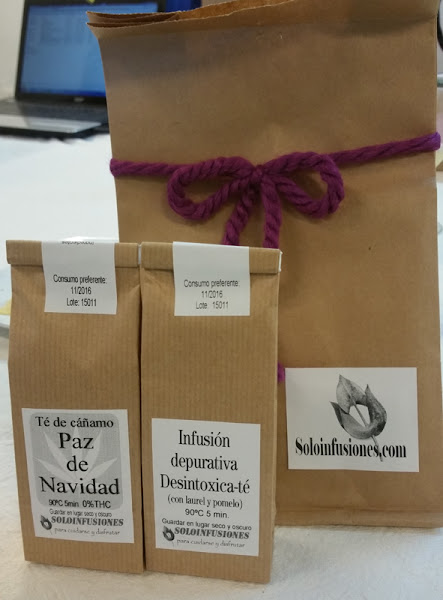 Consumo preferente:
11/2016
Lote: 15011
Té de cáñamo
Paz
de
Navidad
90ºC 5min 0%THC
Guardar en lugar seco y oscuro
SOLOINFUSIONES
para cuidarse y disfrutar
Consumo preferente:
11/2016
Lote: 15011
Infusión
depurativa
Desintoxica-té
(con laurel y pomelo)
90ºC 5 min.
Guardar en lugar seco y oscuro
SOLOINFUSIONES
para cuidarse y disfrutar
Soloinfusiones.com